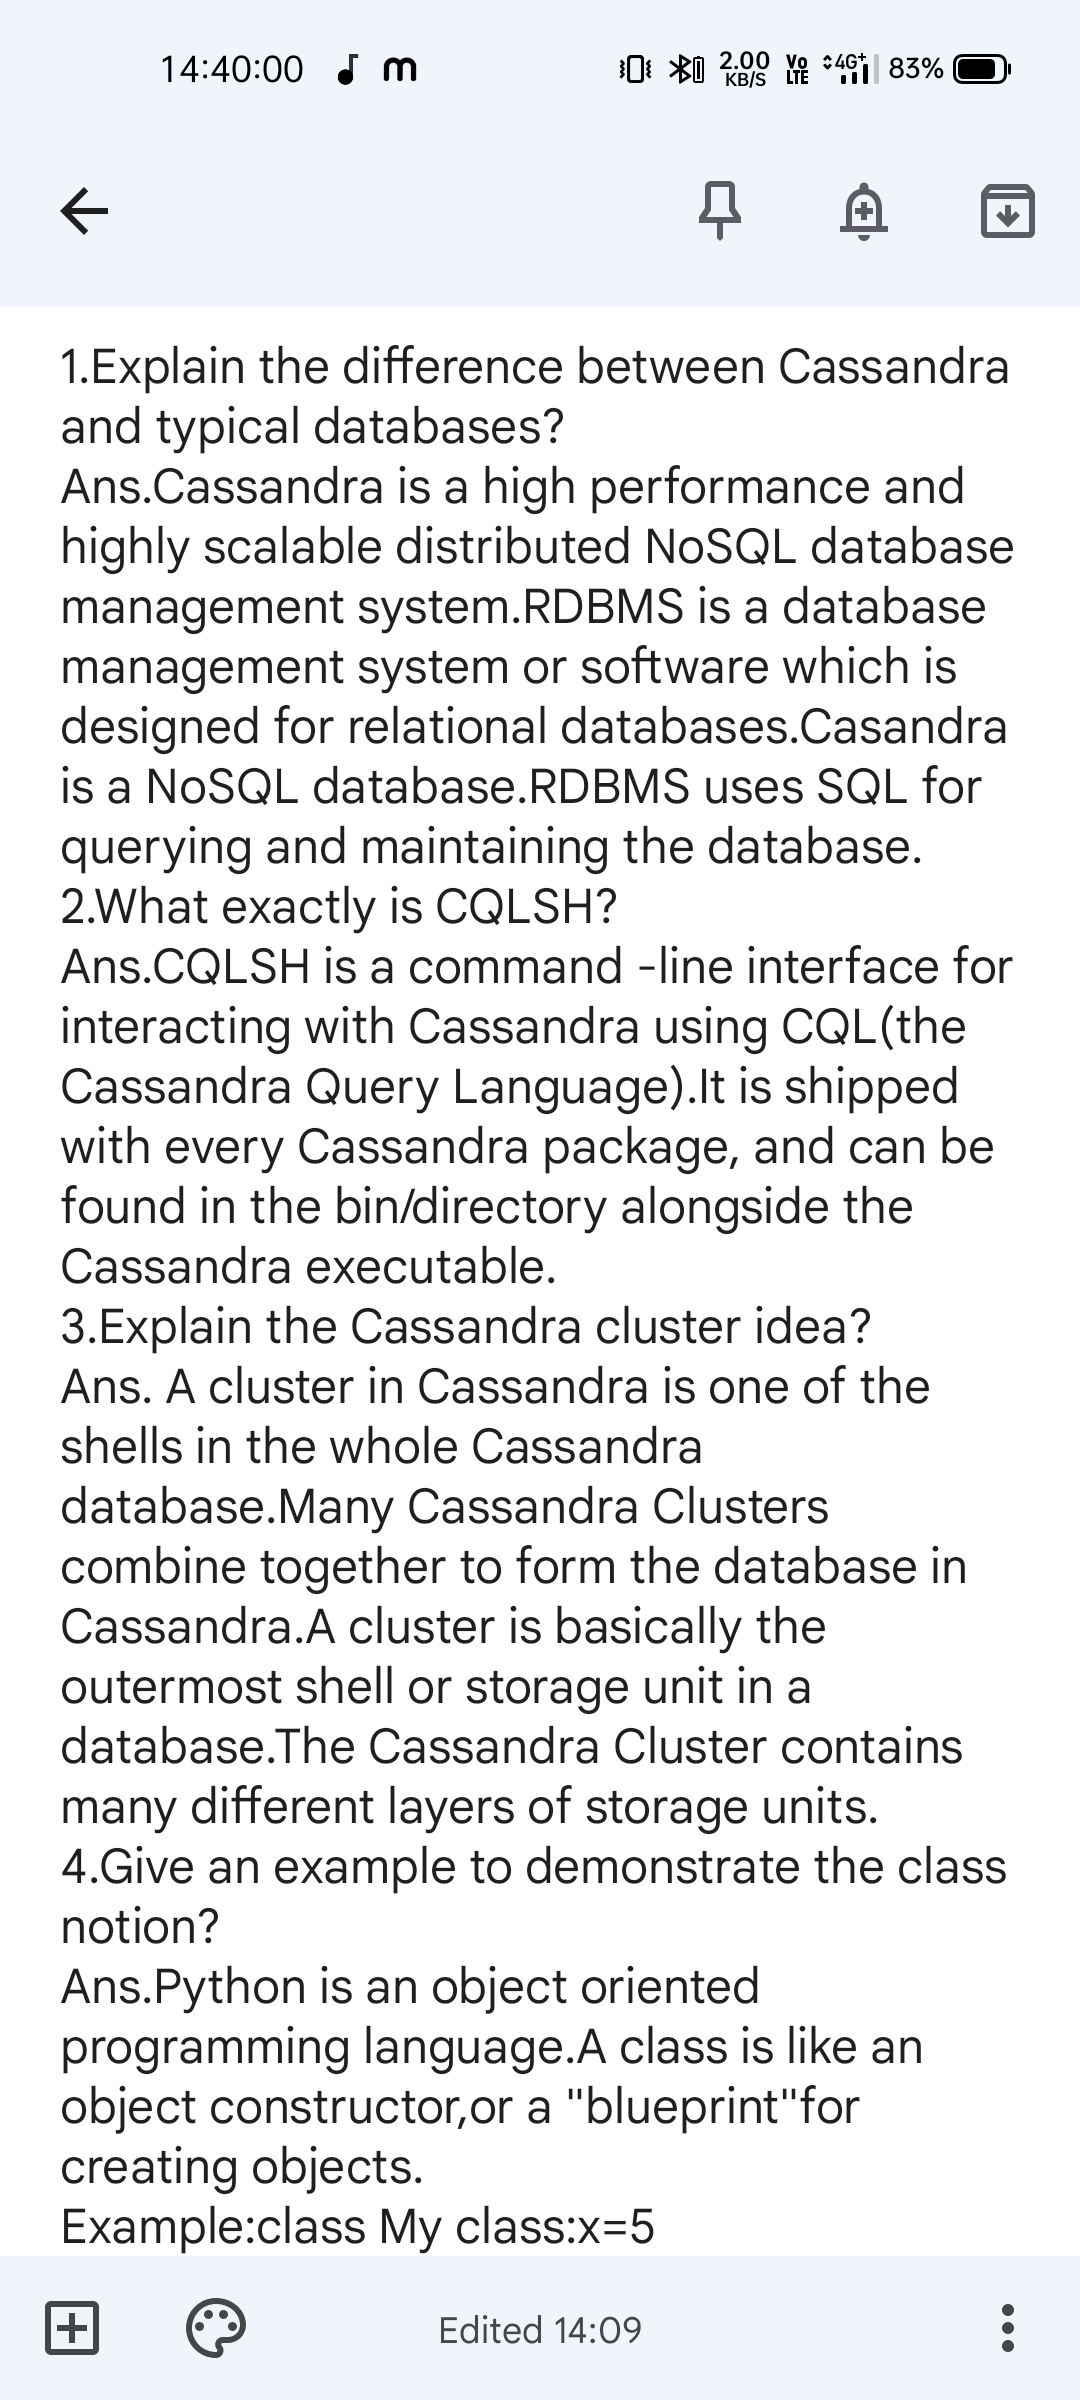 14:40:00 m 2.00 KB/S Vo LTE 4G+ 83%
1.Explain the difference between Cassandra
and typical databases?
Ans.Cassandra is a high performance and
highly scalable distributed NoSQL database
management system.RDBMS is a database
management system or software which is
designed for relational databases.Casandra
is a NoSQL database.RDBMS uses SQL for
querying and maintaining the database.
2.What exactly is CQLSH?
Ans.CQLSH is a command -line interface for
interacting with Cassandra using CQL(the
Cassandra Query Language).It is shipped
with every Cassandra package, and can be
found in the bin/directory alongside the
Cassandra executable.
3.Explain the Cassandra cluster idea?
Ans. A cluster in Cassandra is one of the
shells in the whole Cassandra
database.Many Cassandra Clusters
combine together to form the database in
Cassandra.A cluster is basically the
outermost shell or storage unit in a
database.The Cassandra Cluster contains
many different layers of storage units.
4.Give an example to demonstrate the class
notion?
Ans.Python is an object oriented
programming language.A class is like an
object constructor,or a "blueprint"for
creating objects.
Example:class My class:x=5
Edited 14:09